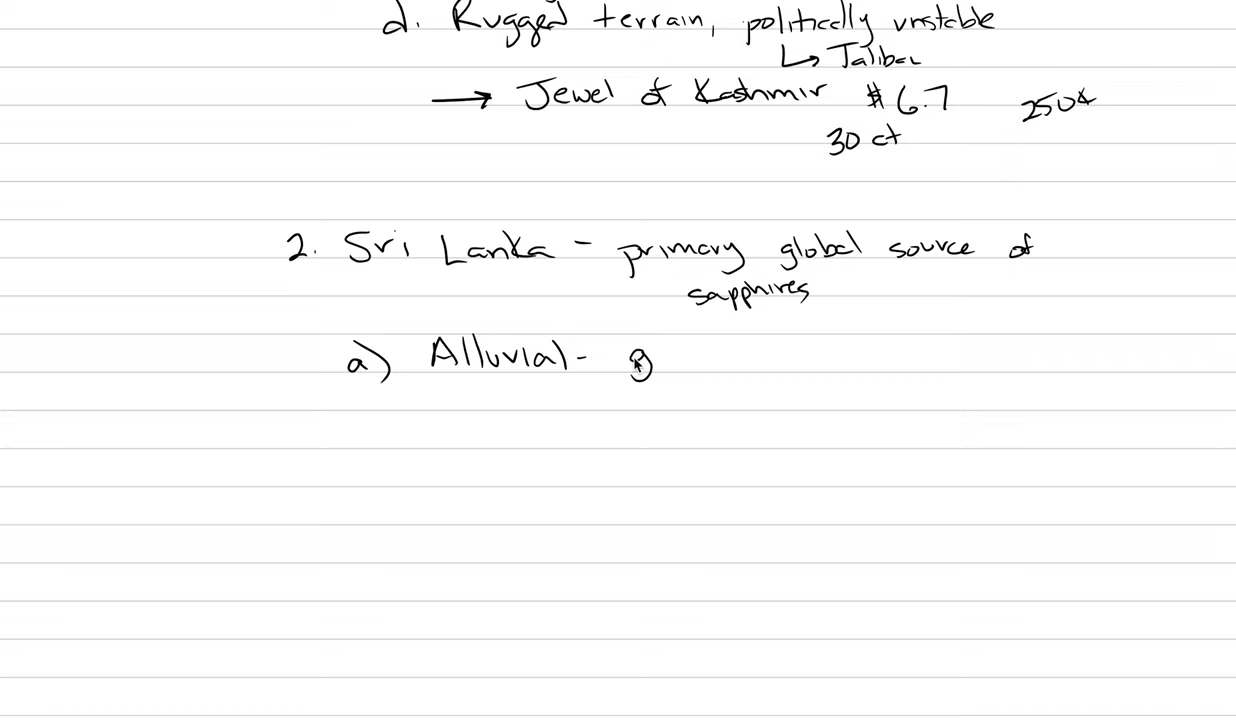 d. Rugged terrain, politically unstable
↳ Taliban
→ Jewel of Kashmir $6.7
30 ct
2. Sri Lanka - primary global source of
sapphires
a) Alluvial - g